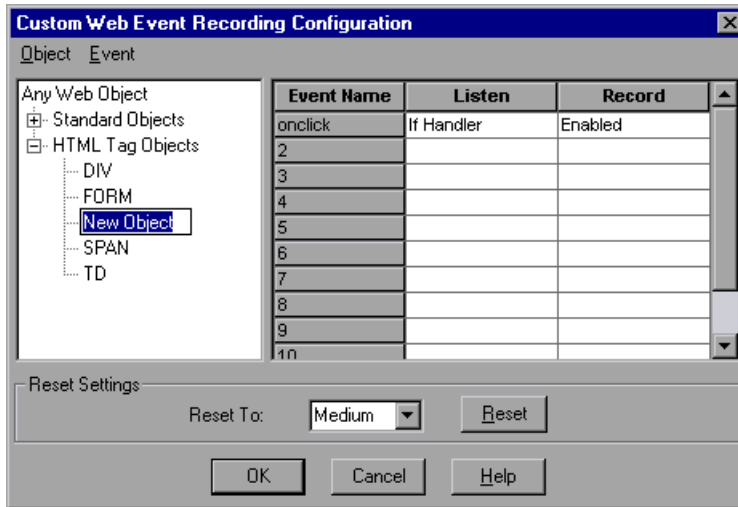 Custom Web Event Recording Configuration
Object Event
Any Web Object
Standard Objects
HTML Tag Objects
DIV
FORM
New Object
SPAN
TD
Event Name Listen Record
onclick If Handler Enabled
2
3
4
5
6
7
8
9
10
Reset Settings
Reset To: Medium Reset
OK Cancel Help